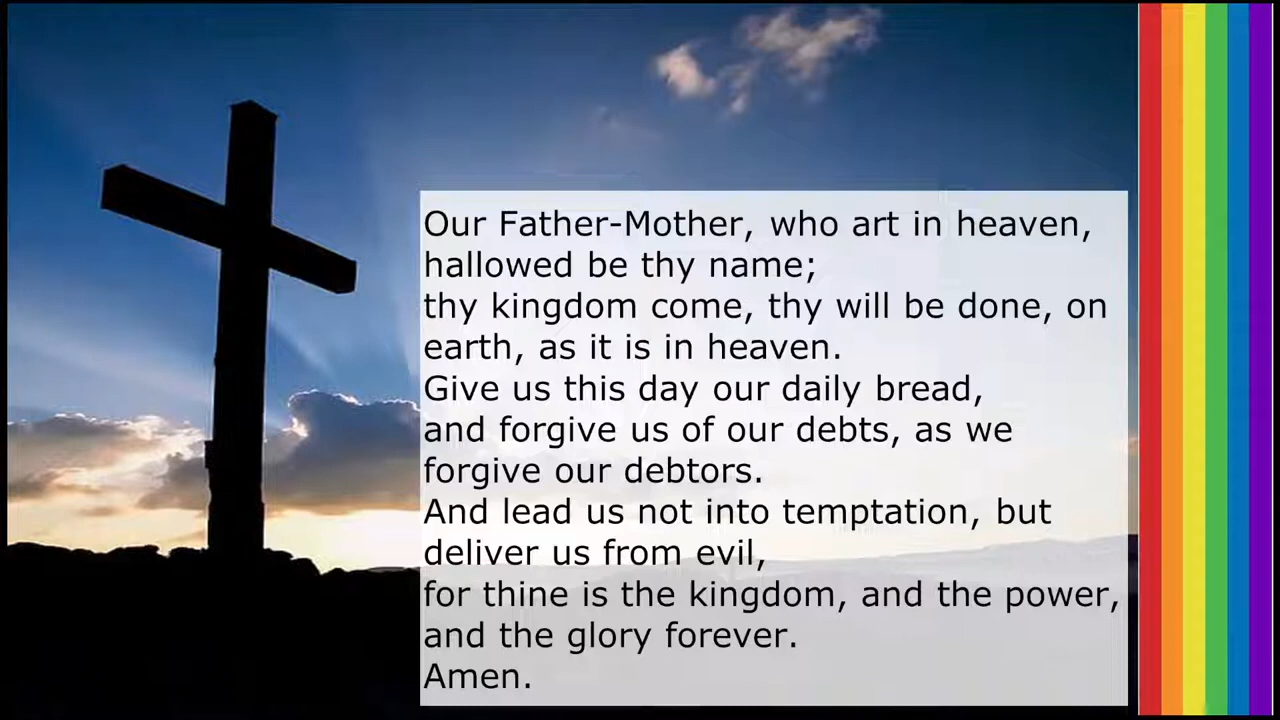 Our Father-Mother, who art in heaven,
hallowed be thy name;
thy kingdom come, thy will be done, on
earth, as it is in heaven.
Give us this day our daily bread,
and forgive us of our debts, as we
forgive our debtors.
And lead us not into temptation, but
deliver us from evil,
for thine is the kingdom, and the power,
and the glory forever.
Amen.